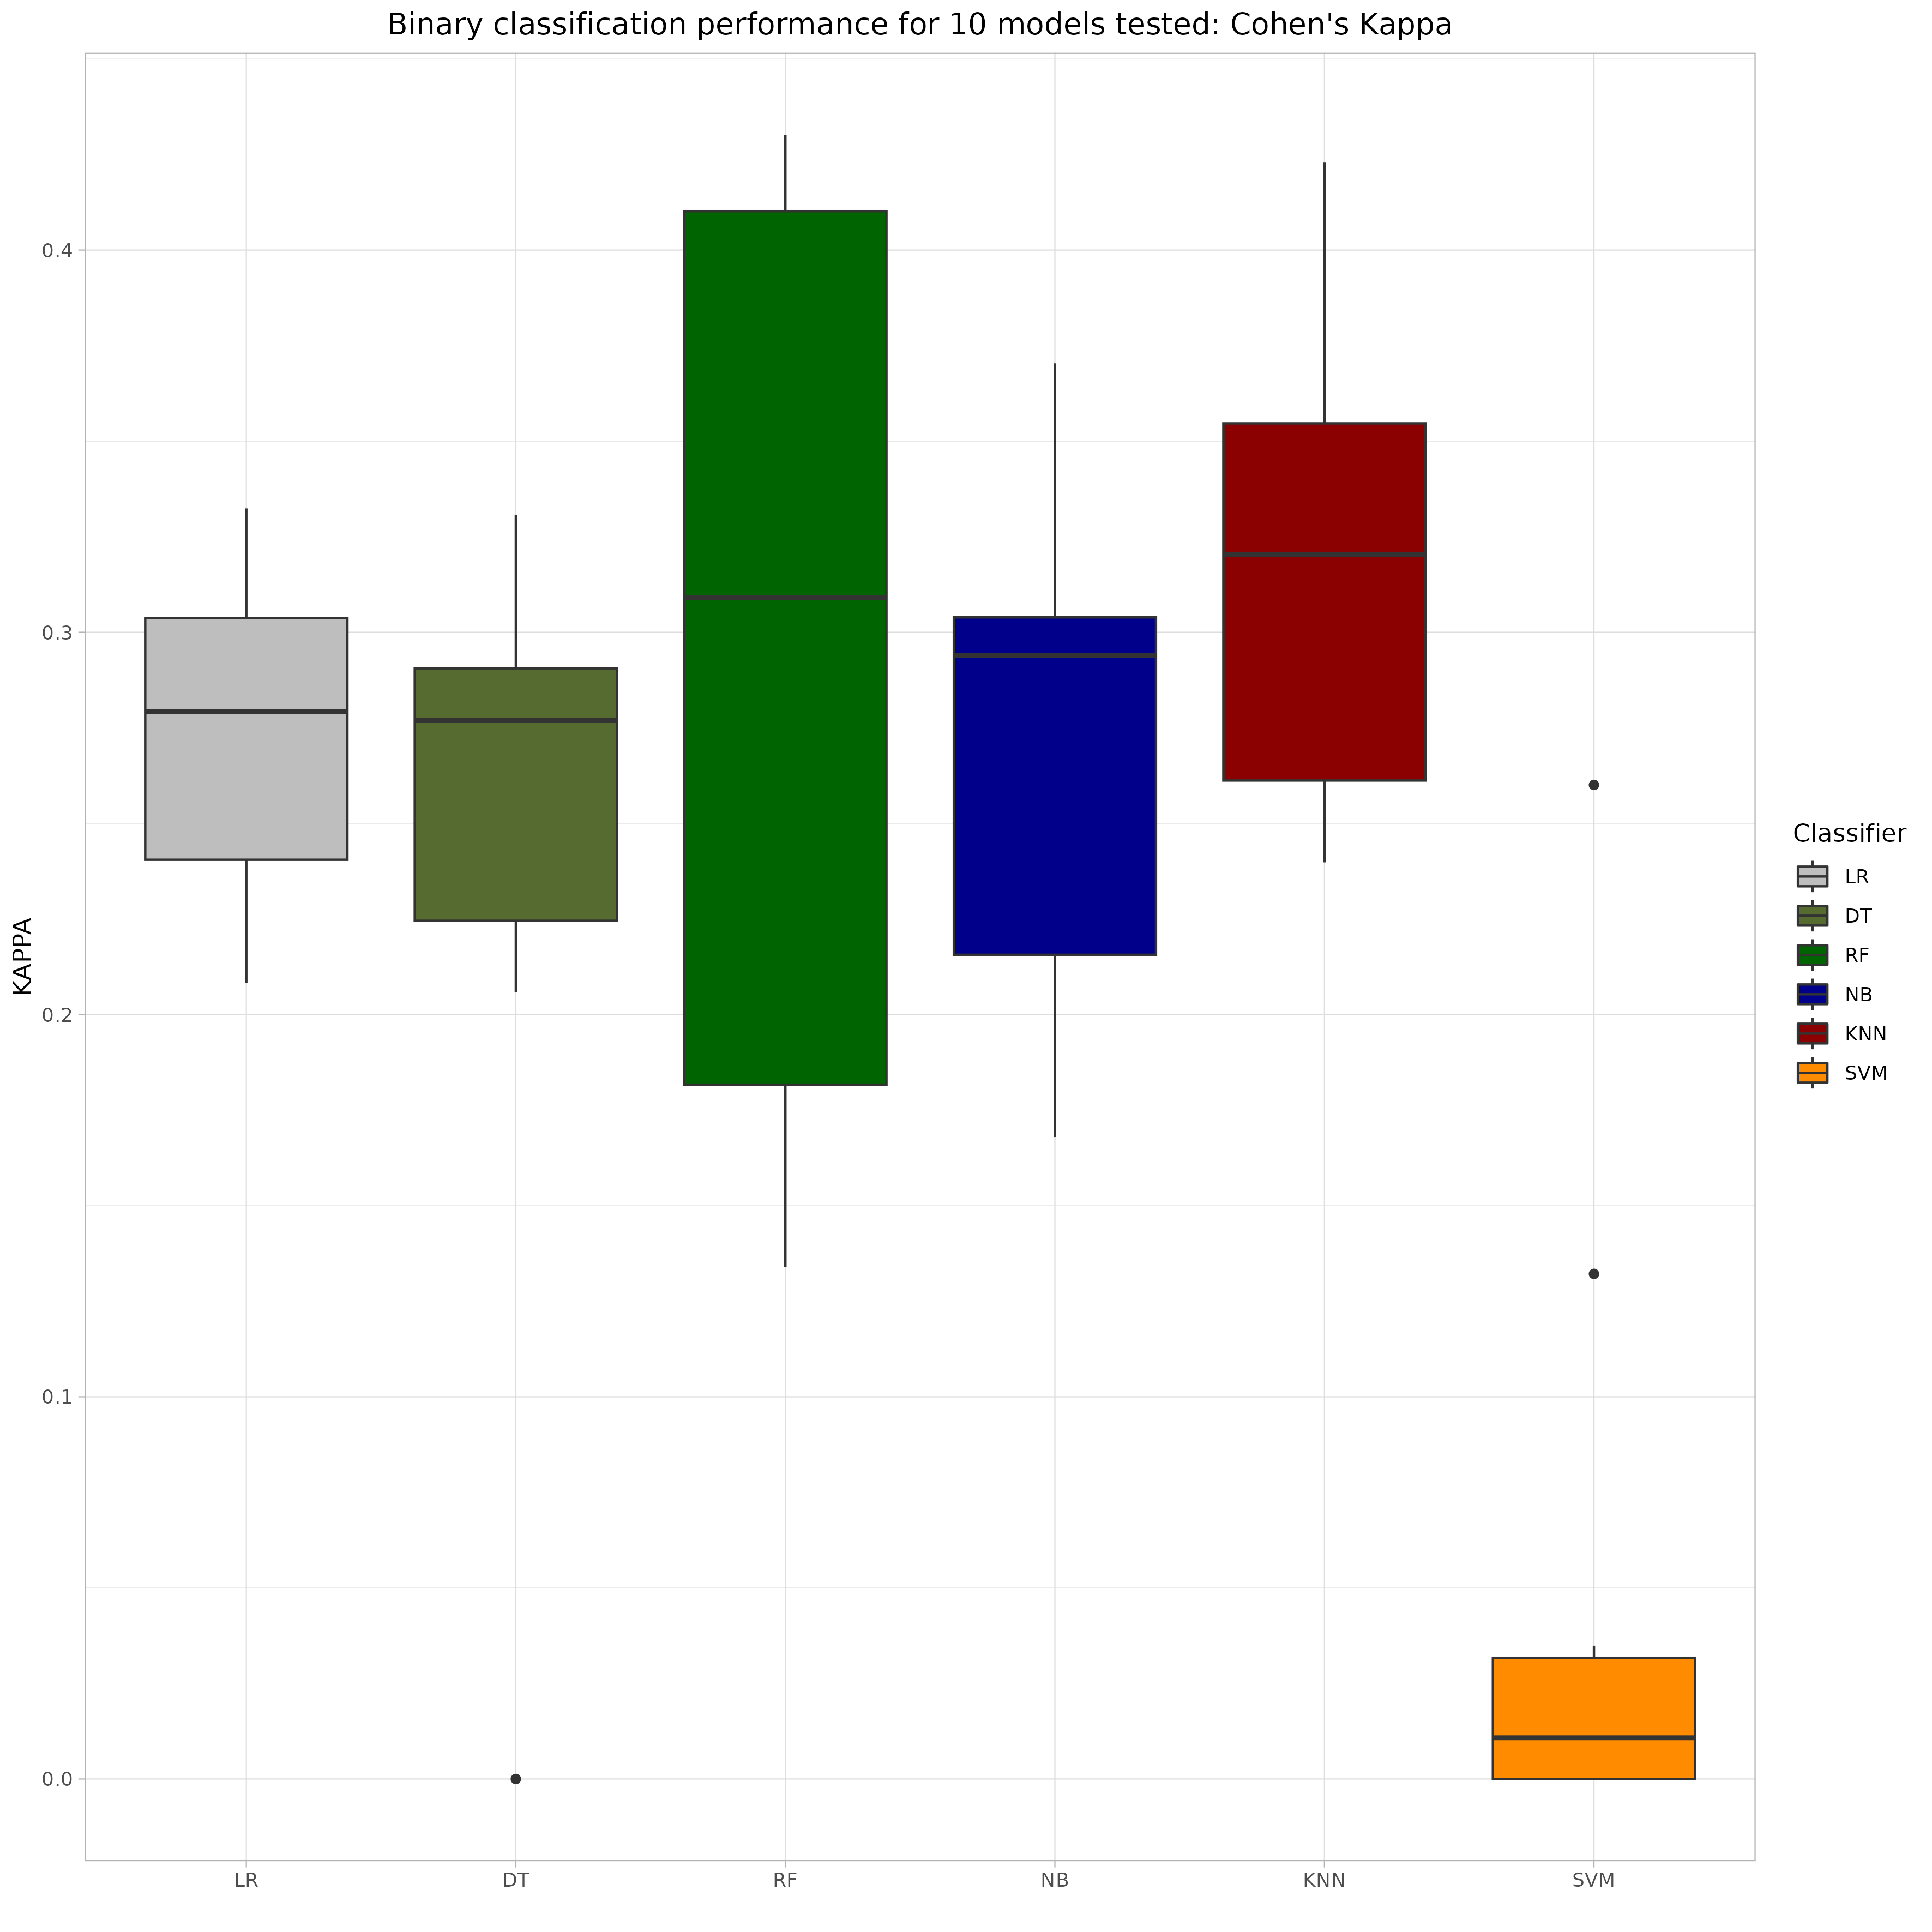 Binary classification performance for 10 models tested: Cohen's Kappa
KAPPA
0.4
0.3
0.2
0.1
0.0
LR DT RF NB KNN SVM
Classifier
LR
DT
RF
NB
KNN
SVM